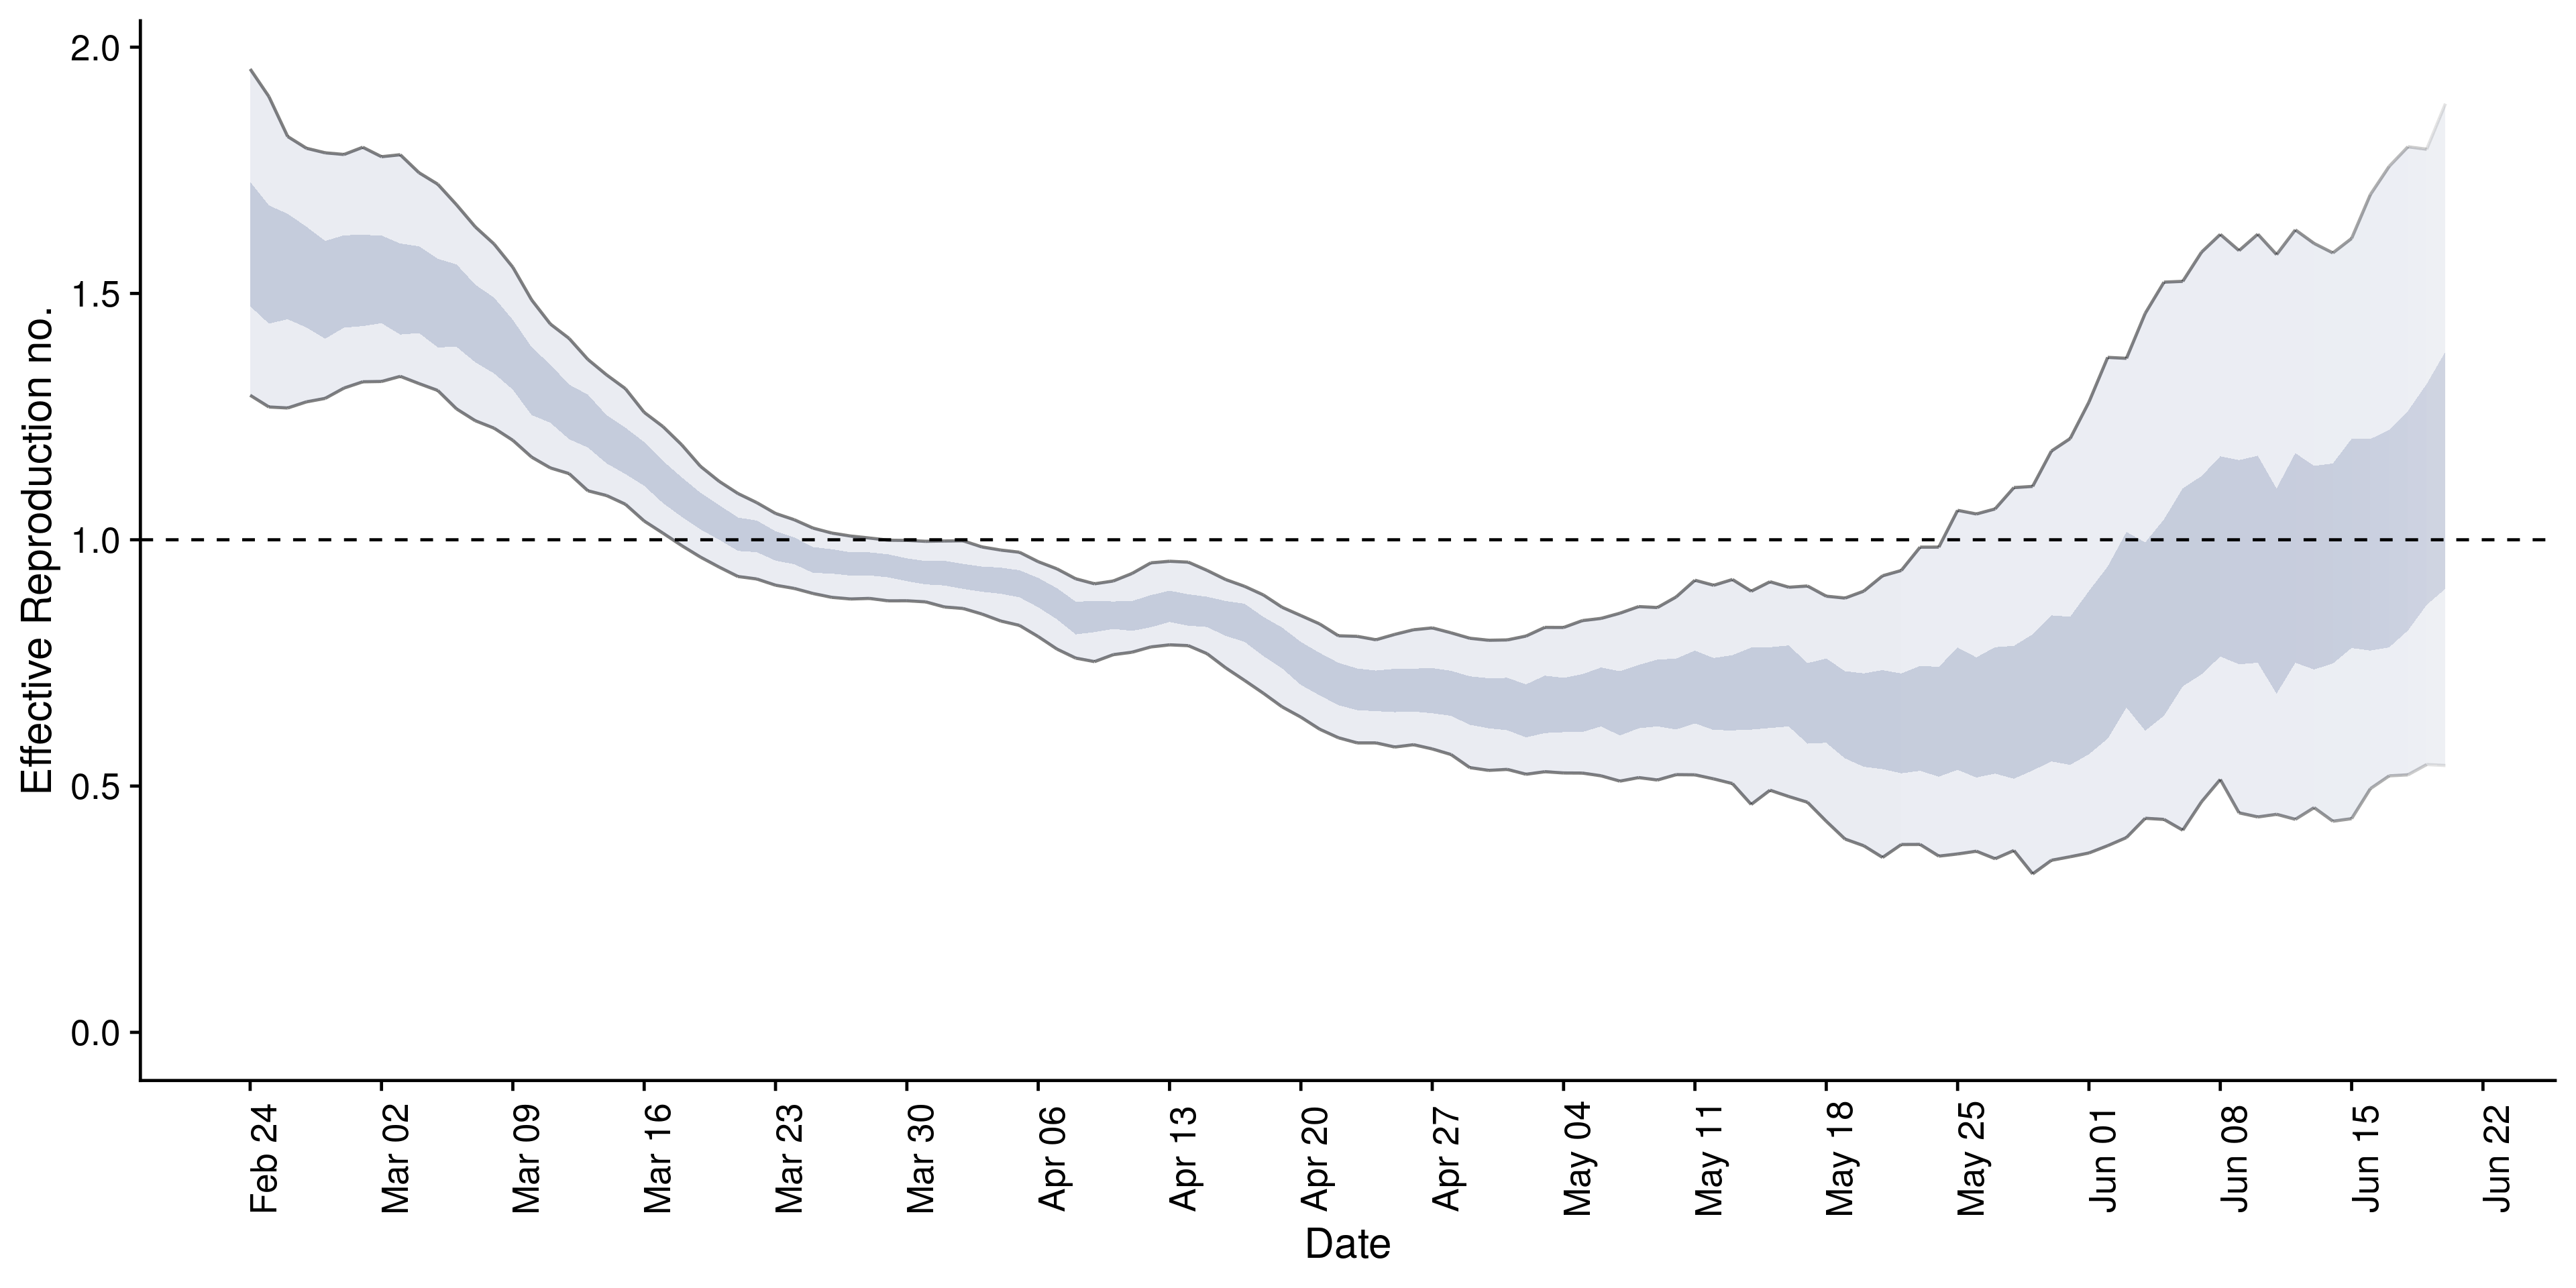 Effective Reproduction no.
2.0
1.5
1.0
0.5
0.0
Feb 24
Mar 02
Mar 09
Mar 16
Mar 23
Mar 30
Apr 06
Apr 13
Apr 20
Apr 27
May 04
May 11
May 18
May 25
Jun 01
Jun 08
Jun 15
Jun 22
Date